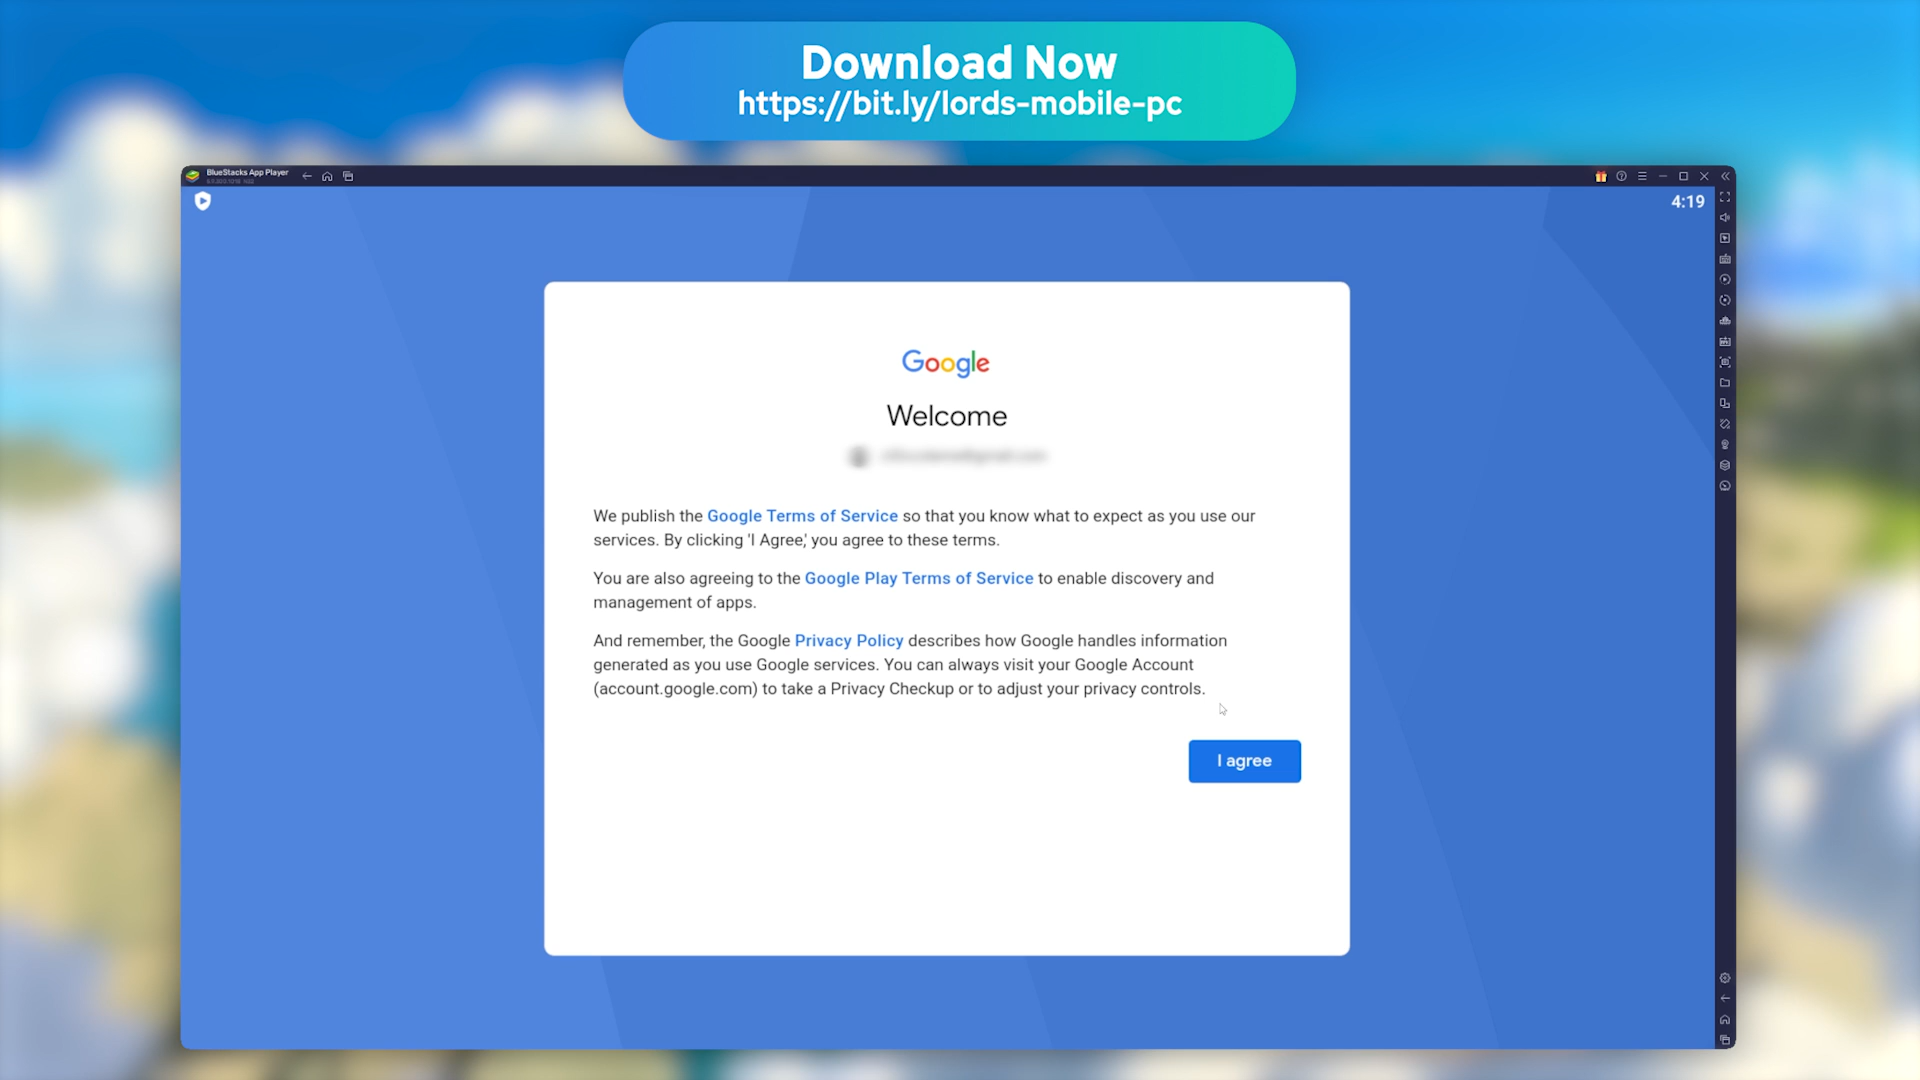 Download Now
https://bit.ly/lords-mobile-pc
BlueStacks App Player
4:19
Google
Welcome
We publish the Google Terms of Service so that you know what to expect as you use our
services. By clicking 'I Agree,' you agree to these terms.
You are also agreeing to the Google Play Terms of Service to enable discovery and
management of apps.
And remember, the Google Privacy Policy describes how Google handles information
generated as you use Google services. You can always visit your Google Account
(account.google.com) to take a Privacy Checkup or to adjust your privacy controls.
I agree